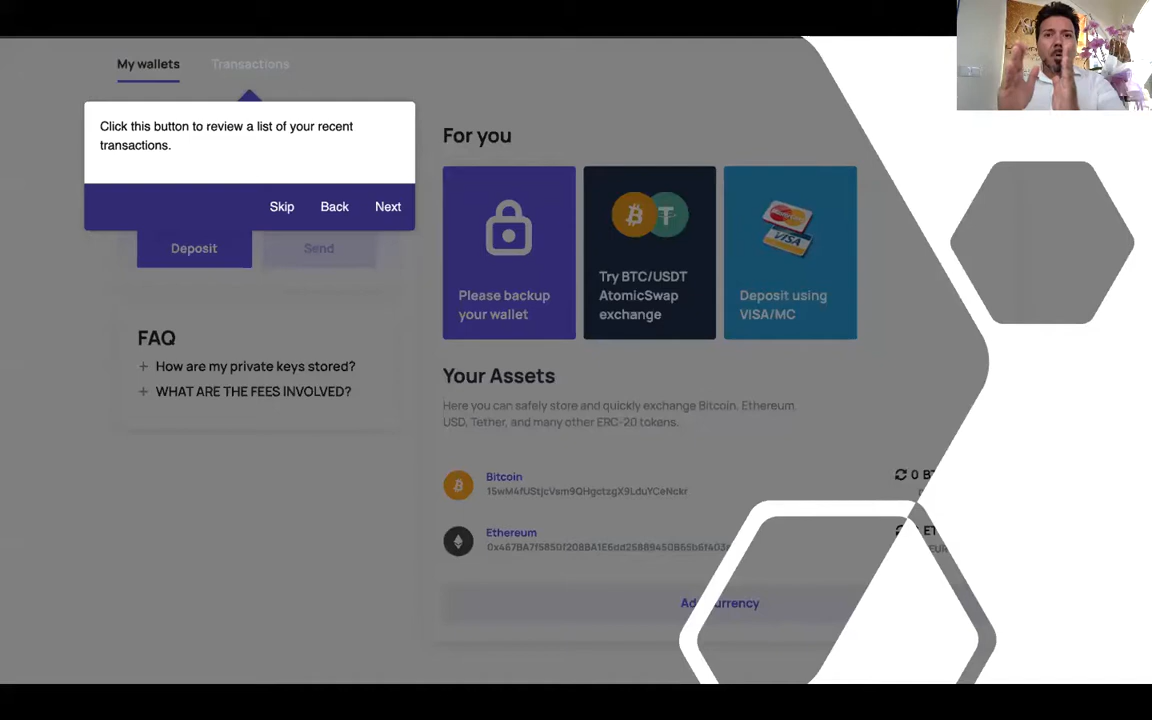 My wallets
Transactions
Click this button to review a list of your recent
transactions.
Skip
Back
Next
Deposit
Send
FAQ
+ How are my private keys stored?
+ WHAT ARE THE FEES INVOLVED?
For you
Please backup
your wallet
Try BTC/USDT
AtomicSwap
exchange
VISA
Deposit using
VISA/MC
Your Assets
Here you can safely store and quickly exchange Bitcoin, Ethereum,
USD, Tether, and many other ERC-20 tokens.
Bitcoin
0
Ethereum